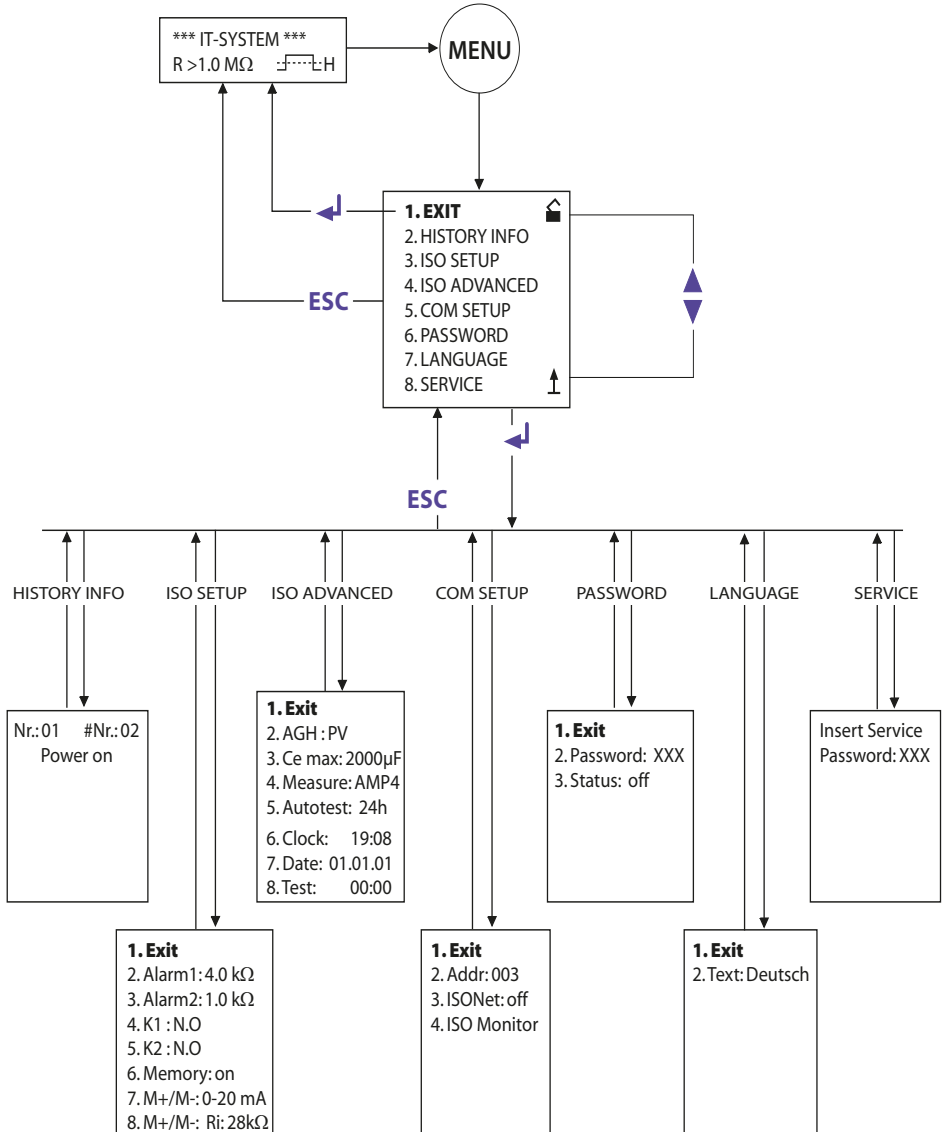 *** IT-SYSTEM ***
R >1.0 MΩ H
MENU
1. EXIT
2. HISTORY INFO
3. ISO SETUP
4. ISO ADVANCED
5. COM SETUP
6. PASSWORD
7. LANGUAGE
8. SERVICE
ESC
ESC
HISTORY INFO
ISO SETUP
ISO ADVANCED
COM SETUP
PASSWORD
LANGUAGE
SERVICE
Nr.: 01 #Nr.: 02
Power on
1. Exit
2. AGH : PV
3. Ce max: 2000µF
4. Measure: AMP4
5. Autotest: 24h
6. Clock: 19:08
7. Date: 01.01.01
8. Test: 00:00
1. Exit
2. Password: XXX
3. Status: off
Insert Service
Password: XXX
1. Exit
2. Alarm1: 4.0 kΩ
3. Alarm2: 1.0 kΩ
4. K1 : N.O
5. K2 : N.O
6. Memory: on
7. M+/M-: 0-20 mA
8. M+/M-: Ri: 28kΩ
1. Exit
2. Addr: 003
3. ISONet: off
4. ISO Monitor
1. Exit
2. Text: Deutsch